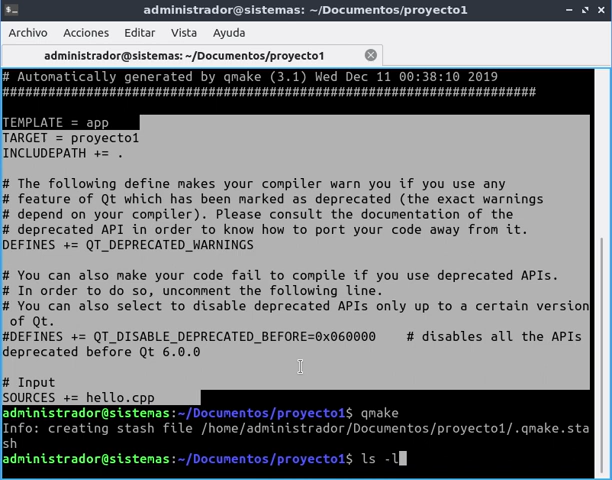 administrador@sistemas: ~/Documentos/proyecto1
Archivo Acciones Editar Vista Ayuda
administrador@sistemas: ~/Documentos/proyecto1
# Automatically generated by qmake (3.1) Wed Dec 11 00:38:10 2019
######################################################################
TEMPLATE = app
TARGET = proyecto1
INCLUDEPATH += .
# The following define makes your compiler warn you if you use any
# feature of Qt which has been marked as deprecated (the exact warnings
# depend on your compiler). Please consult the documentation of the
# deprecated API in order to know how to port your code away from it.
DEFINES += QT_DEPRECATED_WARNINGS
# You can also make your code fail to compile if you use deprecated APIs.
# In order to do so, uncomment the following line.
# You can also select to disable deprecated APIs only up to a certain version
of Qt.
#DEFINES += QT_DISABLE_DEPRECATED_BEFORE=0x060000    # disables all the APIs
deprecated before Qt 6.0.0
# Input
SOURCES += hello.cpp
administrador@sistemas:~/Documentos/proyecto1$ qmake
Info: creating stash file /home/administrador/Documentos/proyecto1/.qmake.sta
sh
administrador@sistemas:~/Documentos/proyecto1$ ls -l